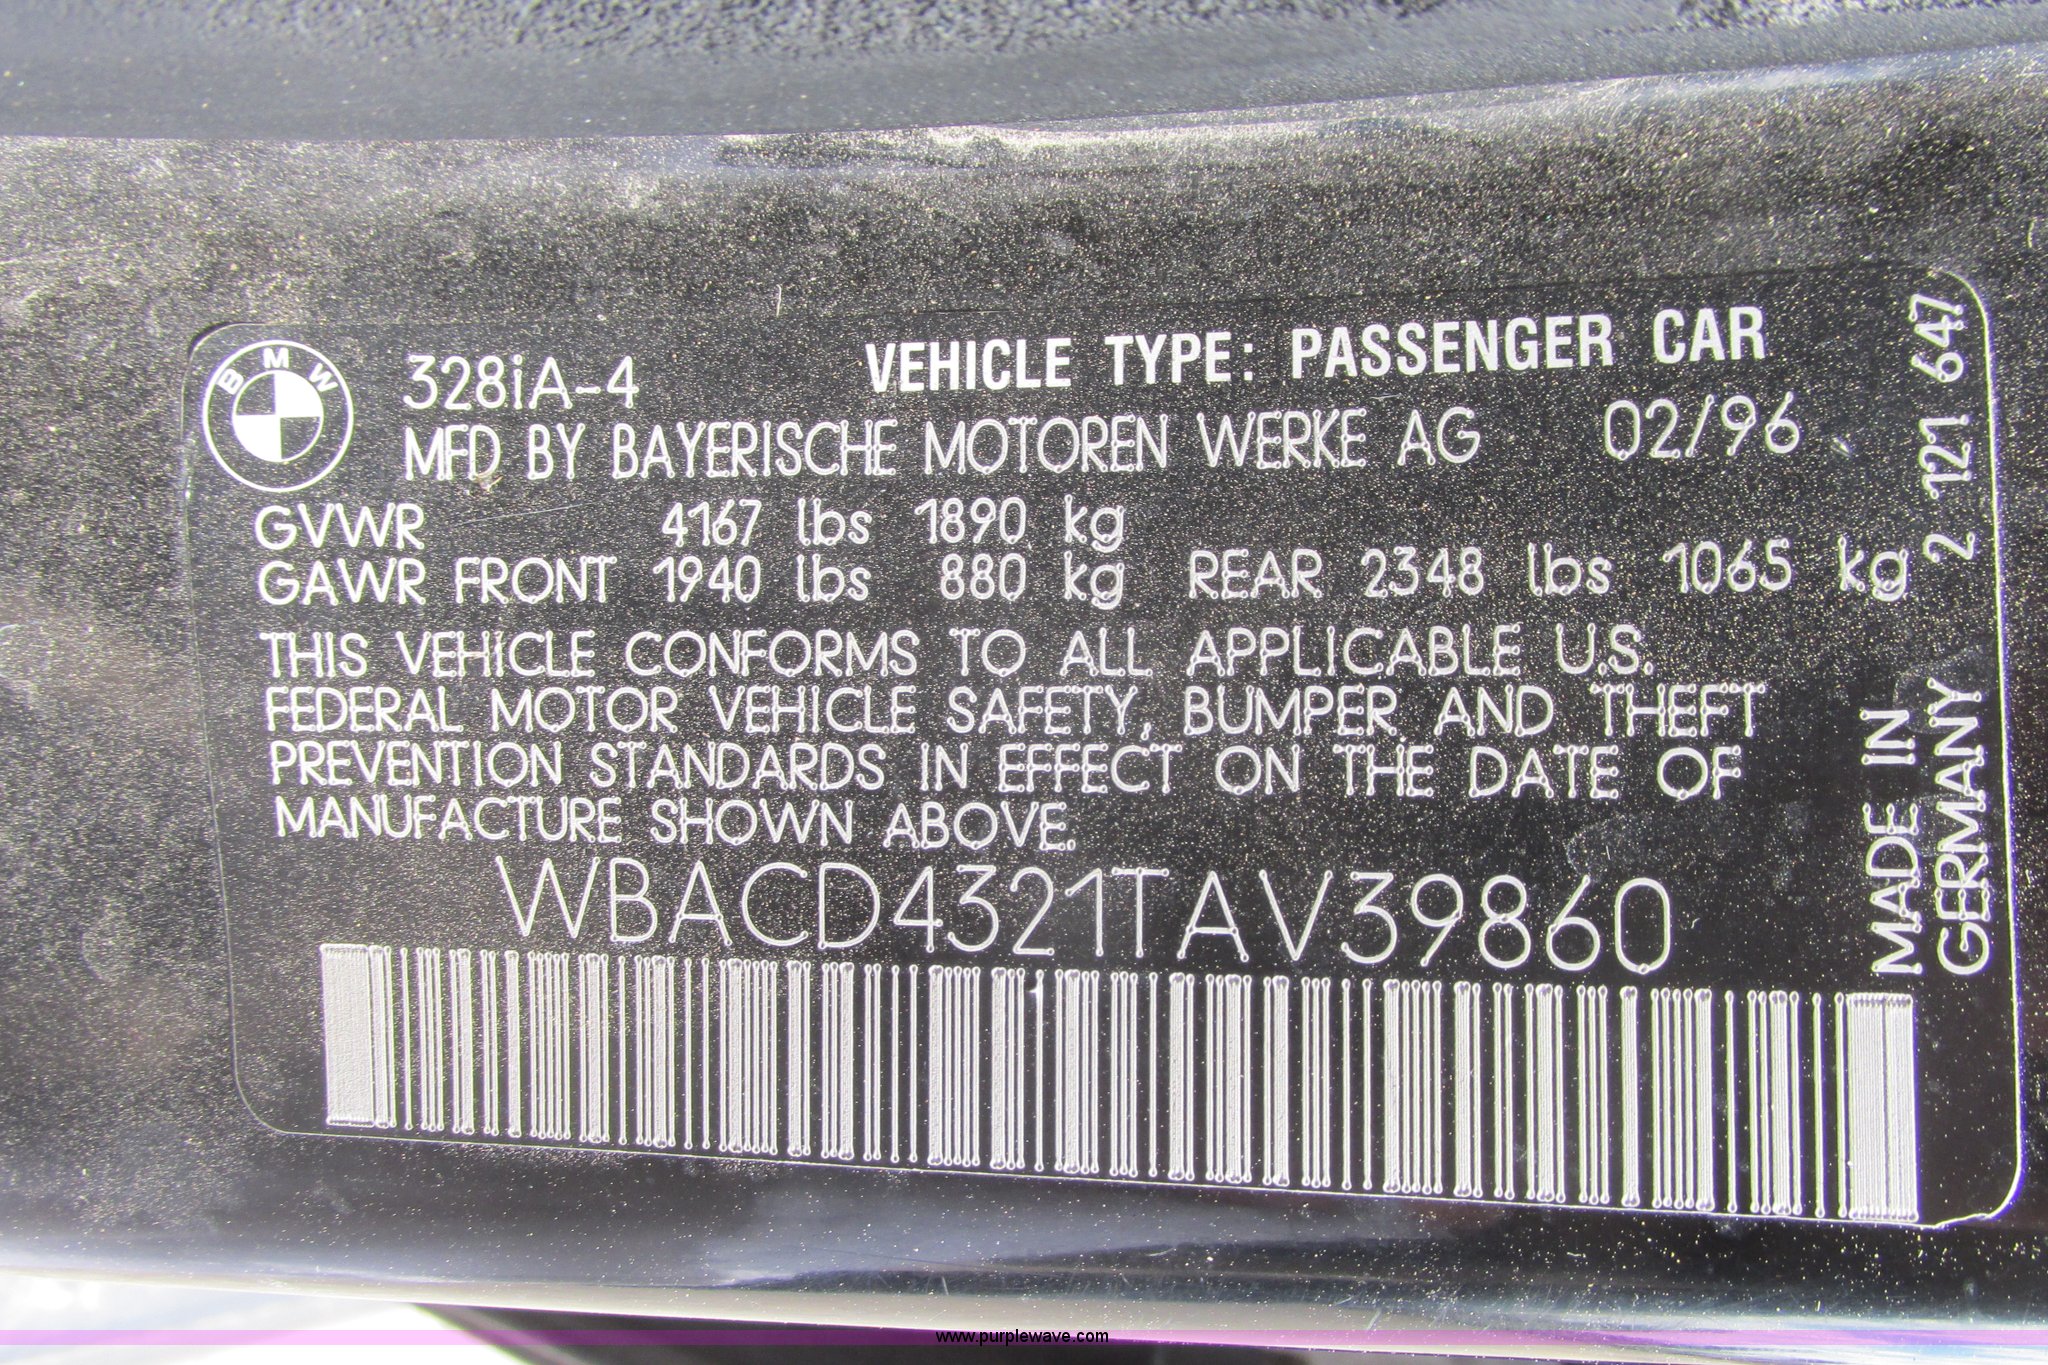 BMW
328iA-4 VEHICLE TYPE: PASSENGER CAR
MFD BY BAYERISCHE MOTOREN WERKE AG 02/96
GVWR 4167 lbs 1890 kg
GAWR FRONT 1940 lbs 880 kg REAR 2348 lbs 1065 kg
THIS VEHICLE CONFORMS TO ALL APPLICABLE U.S.
FEDERAL MOTOR VEHICLE SAFETY, BUMPER AND THEFT
PREVENTION STANDARDS IN EFFECT ON THE DATE OF
MANUFACTURE SHOWN ABOVE.
WBACD4321TAV39860
MADE IN
GERMANY 2 121 647
www.purplewave.com